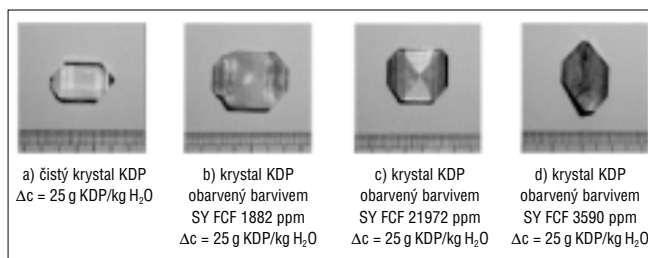 a) čistý krystal KDP
Δc = 25 g KDP/kg H₂O
b) krystal KDP
obarvený barvivem
SY FCF 1882 ppm
Δc = 25 g KDP/kg H₂O
c) krystal KDP
obarvený barvivem
SY FCF 21972 ppm
Δc = 25 g KDP/kg H₂O
d) krystal KDP
obarvený barvivem
SY FCF 3590 ppm
Δc = 25 g KDP/kg H₂O